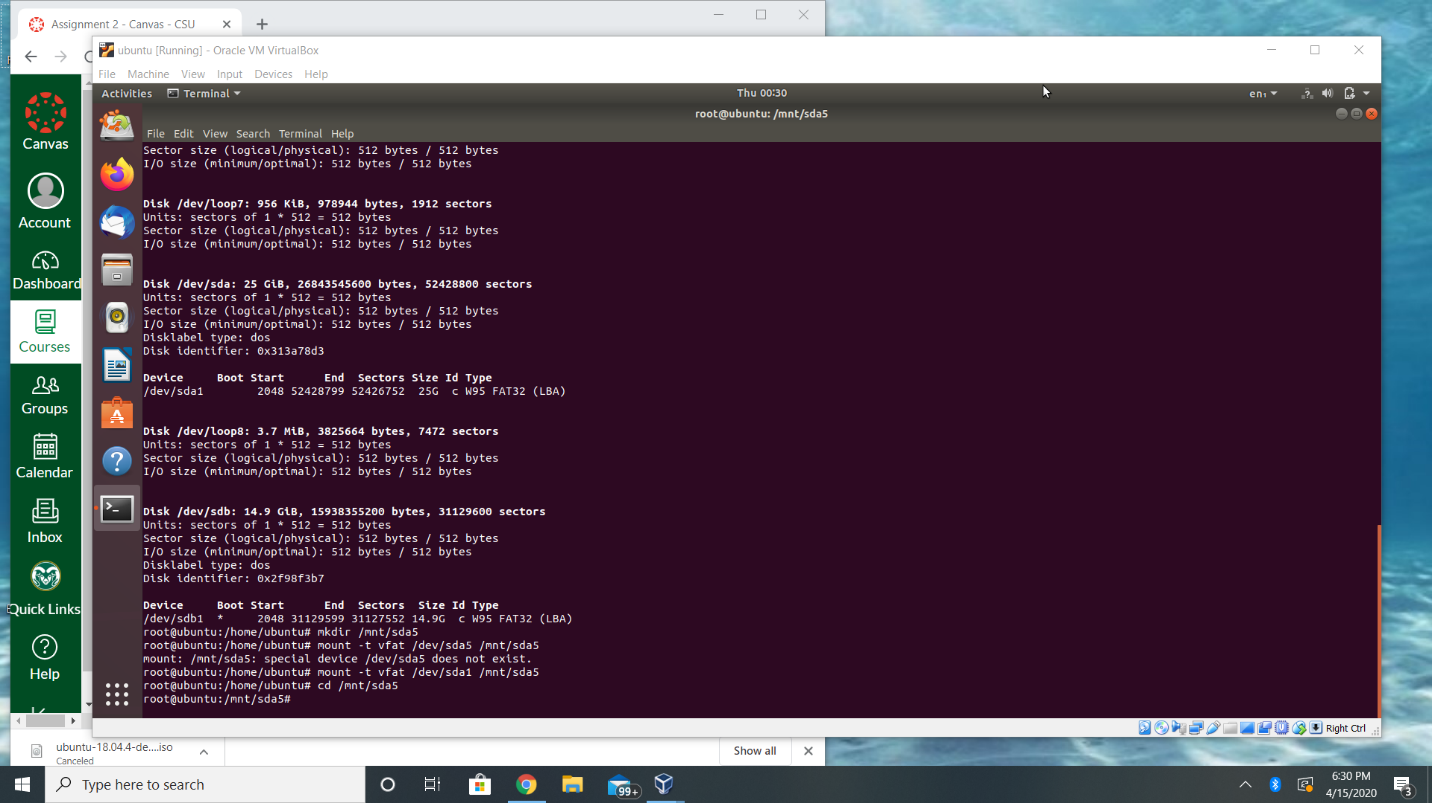 Assignment 2 - Canvas - CSU
ubuntu [Running] - Oracle VM VirtualBox
File Machine View Input Devices Help
Activities Terminal Thu 00:30 en₁
root@ubuntu: /mnt/sda5
File Edit View Search Terminal Help
Sector size (logical/physical): 512 bytes / 512 bytes
I/O size (minimum/optimal): 512 bytes / 512 bytes
Disk /dev/loop7: 956 KiB, 978944 bytes, 1912 sectors
Units: sectors of 1 * 512 = 512 bytes
Sector size (logical/physical): 512 bytes / 512 bytes
I/O size (minimum/optimal): 512 bytes / 512 bytes
Disk /dev/sda: 25 GiB, 26843545600 bytes, 52428800 sectors
Units: sectors of 1 * 512 = 512 bytes
Sector size (logical/physical): 512 bytes / 512 bytes
I/O size (minimum/optimal): 512 bytes / 512 bytes
Disklabel type: dos
Disk identifier: 0x313a78d3
Device Boot Start End Sectors Size Id Type
/dev/sda1 2048 52428799 52426752 25G c W95 FAT32 (LBA)
Disk /dev/loop8: 3.7 MiB, 3825664 bytes, 7472 sectors
Units: sectors of 1 * 512 = 512 bytes
Sector size (logical/physical): 512 bytes / 512 bytes
I/O size (minimum/optimal): 512 bytes / 512 bytes
Disk /dev/sdb: 14.9 GiB, 15938355200 bytes, 31129600 sectors
Units: sectors of 1 * 512 = 512 bytes
Sector size (logical/physical): 512 bytes / 512 bytes
I/O size (minimum/optimal): 512 bytes / 512 bytes
Disklabel type: dos
Disk identifier: 0x2f98f3b7
Device Boot Start End Sectors Size Id Type
/dev/sdb1 * 2048 31129599 31127552 14.9G c W95 FAT32 (LBA)
root@ubuntu:/home/ubuntu# mkdir /mnt/sda5
root@ubuntu:/home/ubuntu# mount -t vfat /dev/sda5 /mnt/sda5
mount: /mnt/sda5: special device /dev/sda5 does not exist.
root@ubuntu:/home/ubuntu# mount -t vfat /dev/sda1 /mnt/sda5
root@ubuntu:/home/ubuntu# cd /mnt/sda5
root@ubuntu:/mnt/sda5#
Canvas
Account
Dashboard
Courses
Groups
Calendar
Inbox
Quick Links
Help
Right Ctrl
ubuntu-18.04.4-de....iso
Canceled
Show all
Type here to search
99+
6:30 PM
4/15/2020
3